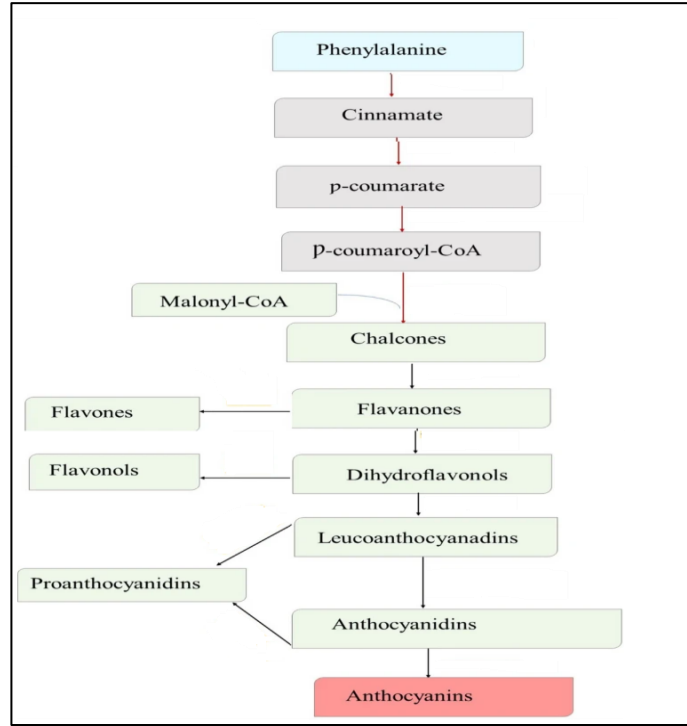 Phenylalanine
Cinnamate
p-coumarate
p-coumaroyl-CoA
Malonyl-CoA
Chalcones
Flavones
Flavanones
Flavonols
Dihydroflavonols
Leucoanthocyanadins
Proanthocyanidins
Anthocyanidins
Anthocyanins